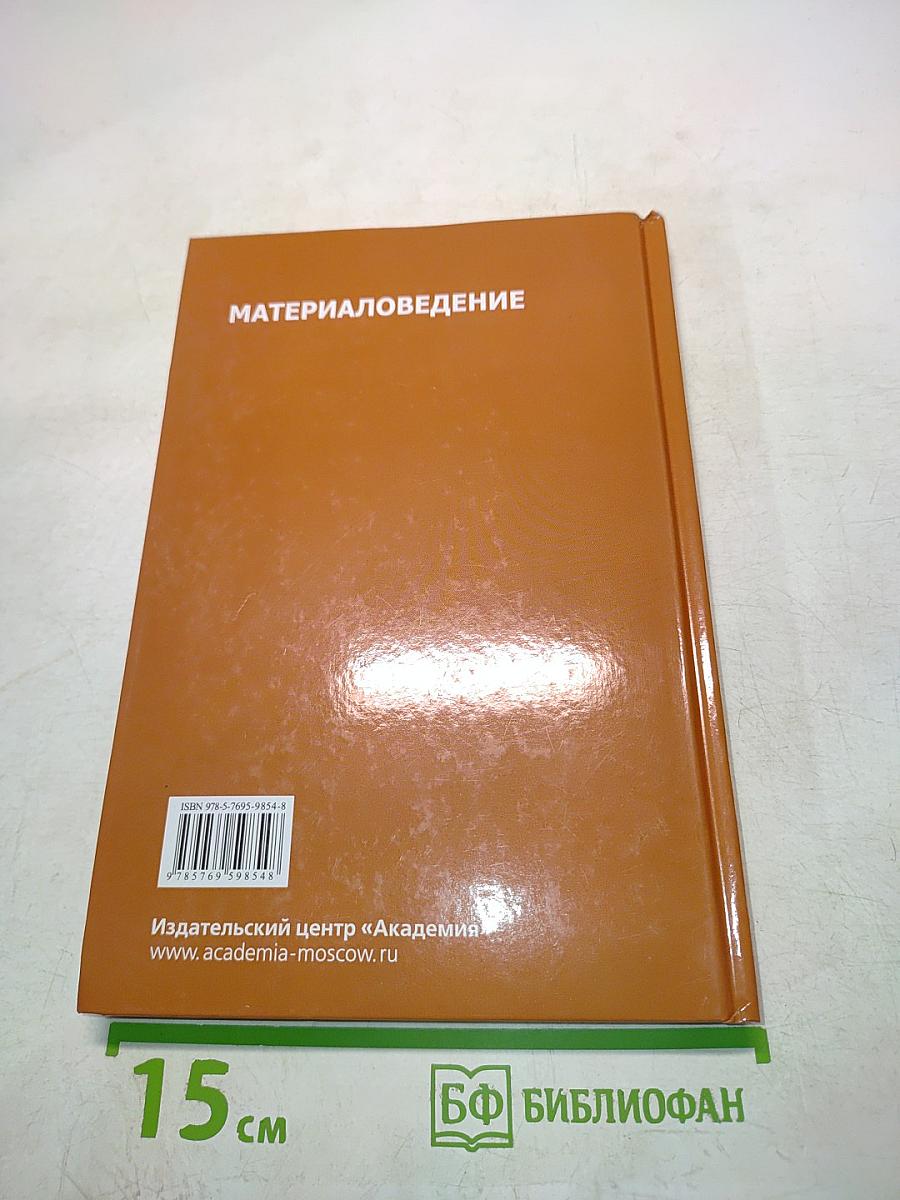 МАТЕРИАЛОВЕДЕНИЕ
ISBN 978-5-7695-9854-8
9 785769 598548
Издательский центр «Академия»
www.academia-moscow.ru
15 см
БФ БИБЛИОФАН